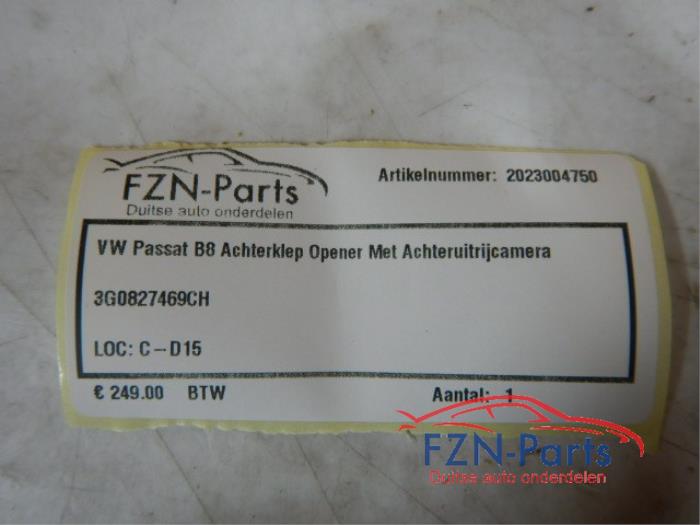 FZN-Parts
Duitse auto onderdelen
Artikelnummer: 2023004750
VW Passat B8 Achterklep Opener Met Achteruitrijcamera
3G0827469CH
LOC: C-D15
€ 249.00 BTW
Aantal: 1
FZN-Parts
Duitse auto onderdelen